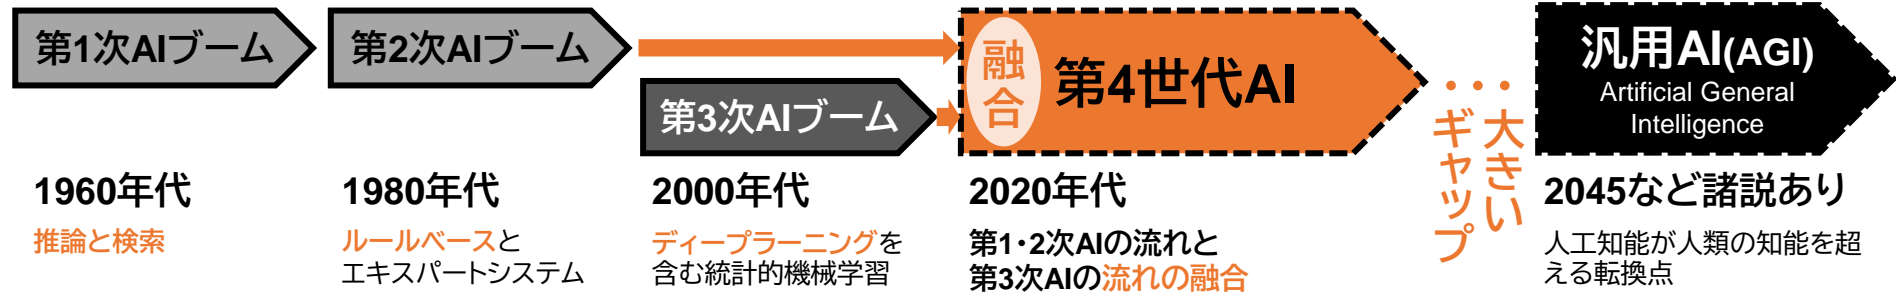 第1次AIブーム
1960年代
推論と検索
第2次AIブーム
1980年代
ルールベースと
エキスパートシステム
第3次AIブーム
2000年代
ディープラーニングを
含む統計的機械学習
融合
第4世代AI
2020年代
第1・2次AIの流れと
第3次AIの流れの融合
・・・
大きい
ギャップ
汎用AI(AGI)
Artificial General
Intelligence
2045など諸説あり
人工知能が人類の知能を超
える転換点